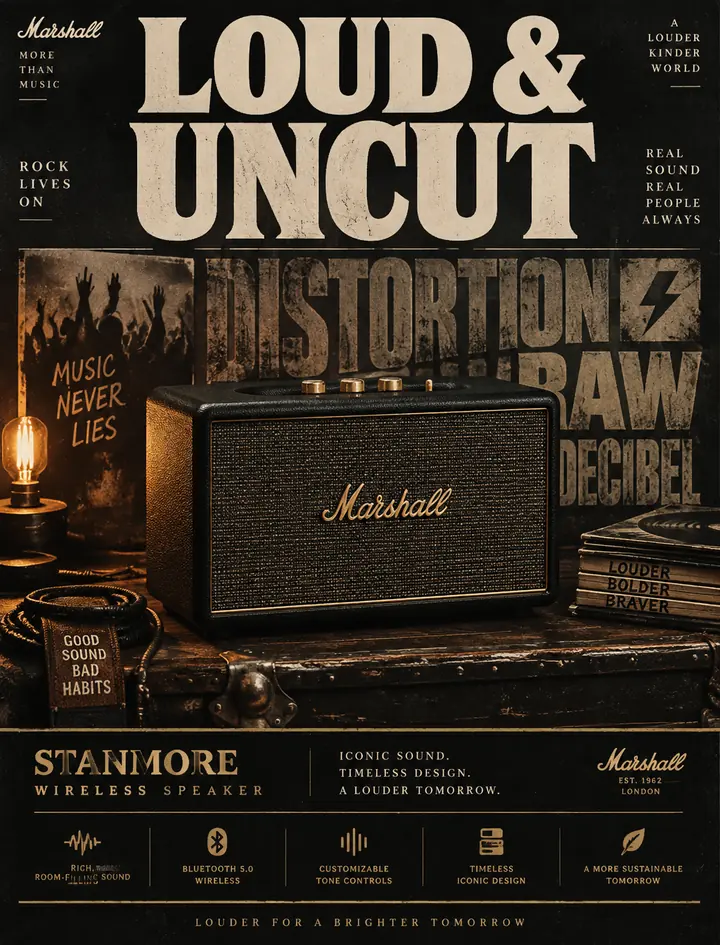 Marshall
MORE
THAN
MUSIC
LOUD &
UNCUT
A
LOUDER
KINDER
WORLD
ROCK
LIVES
ON
REAL
SOUND
REAL
PEOPLE
ALWAYS
MUSIC
NEVER
LIES
DISTORTION
RAW
DECIBEL
Marshall
LOUDER
BOLDER
BRAVER
GOOD
SOUND
BAD
HABITS
STANMORE
WIRELESS SPEAKER
ICONIC SOUND.
TIMELESS DESIGN.
A LOUDER TOMORROW.
Marshall
EST. 1962
LONDON
RICH,
ROOM-FILLING SOUND
BLUETOOTH 5.0
WIRELESS
CUSTOMIZABLE
TONE CONTROLS
TIMELESS
ICONIC DESIGN
A MORE SUSTAINABLE
TOMORROW
LOUDER FOR A BRIGHTER TOMORROW